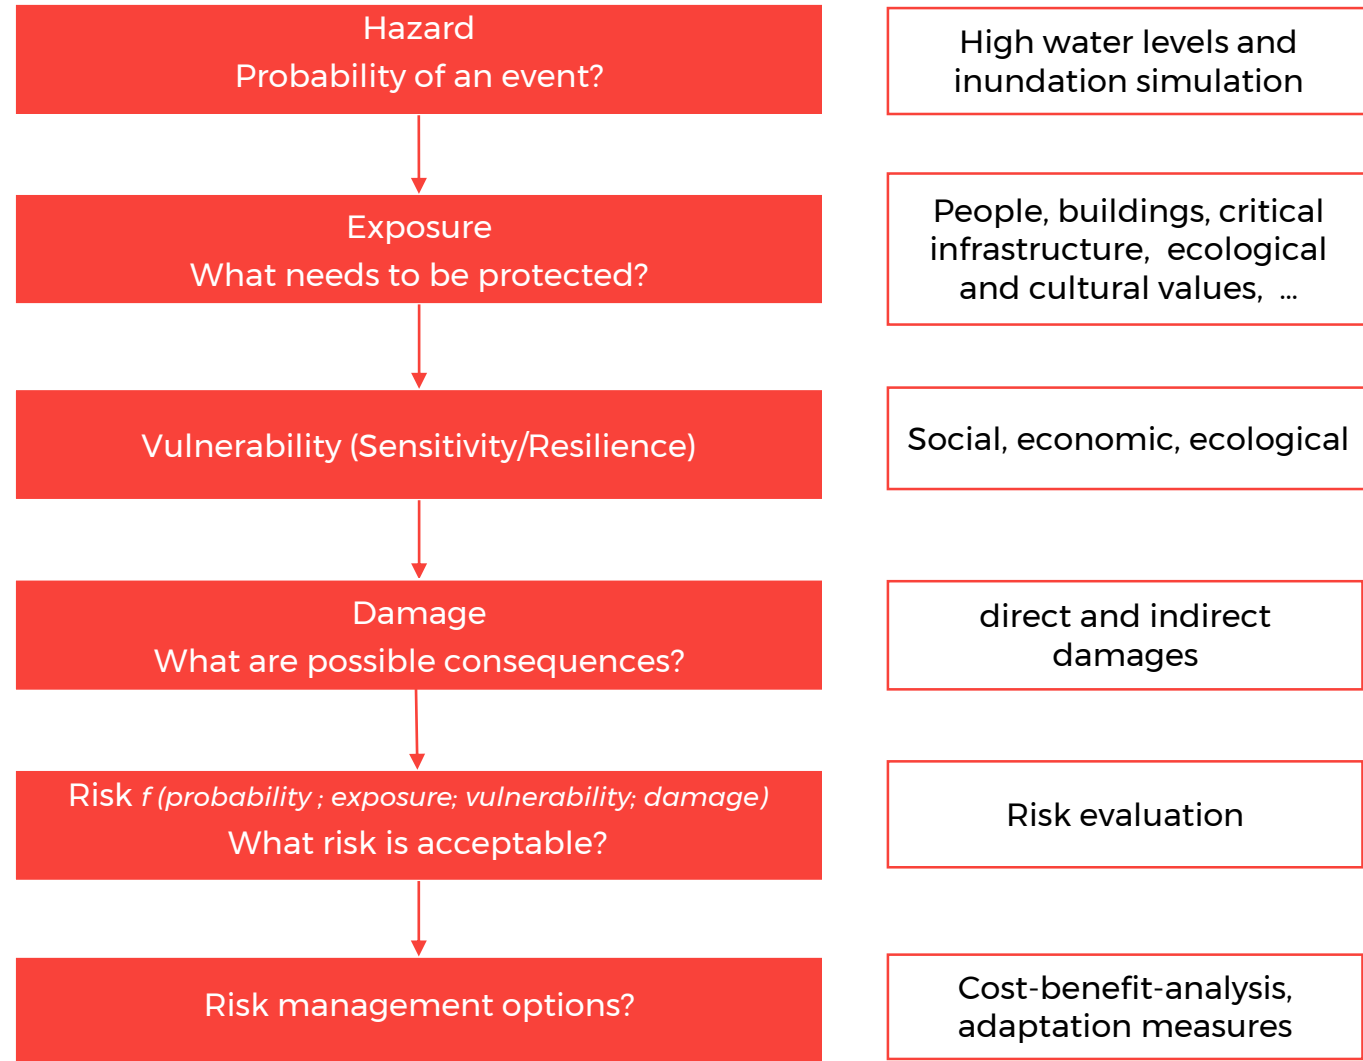 Hazard
Probability of an event?
High water levels and
inundation simulation
Exposure
What needs to be protected?
People, buildings, critical
infrastructure, ecological
and cultural values, ...
Vulnerability (Sensitivity/Resilience)
Social, economic, ecological
Damage
What are possible consequences?
direct and indirect
damages
Risk f (probability ; exposure; vulnerability; damage)
What risk is acceptable?
Risk evaluation
Risk management options?
Cost-benefit-analysis,
adaptation measures